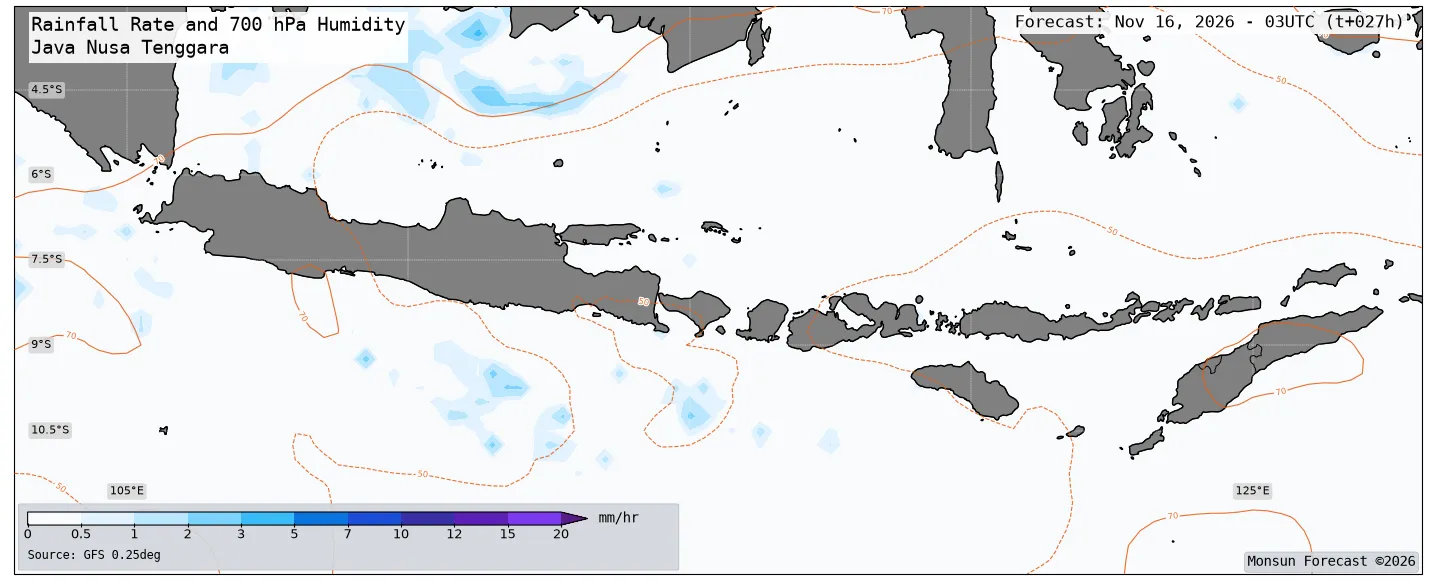 Rainfall Rate and 700 hPa Humidity
Java Nusa Tenggara
Forecast: Nov 16, 2026 - 03UTC (t+027h)
70
50
4.5°S
70
6°S
50
7.5°S
50
70
70
9°S
70
10.5°S
50
50
105°E
125°E
70
0 0.5 1 2 3 5 7 10 12 15 20 mm/hr
Source: GFS 0.25deg
Monsun Forecast ©2026